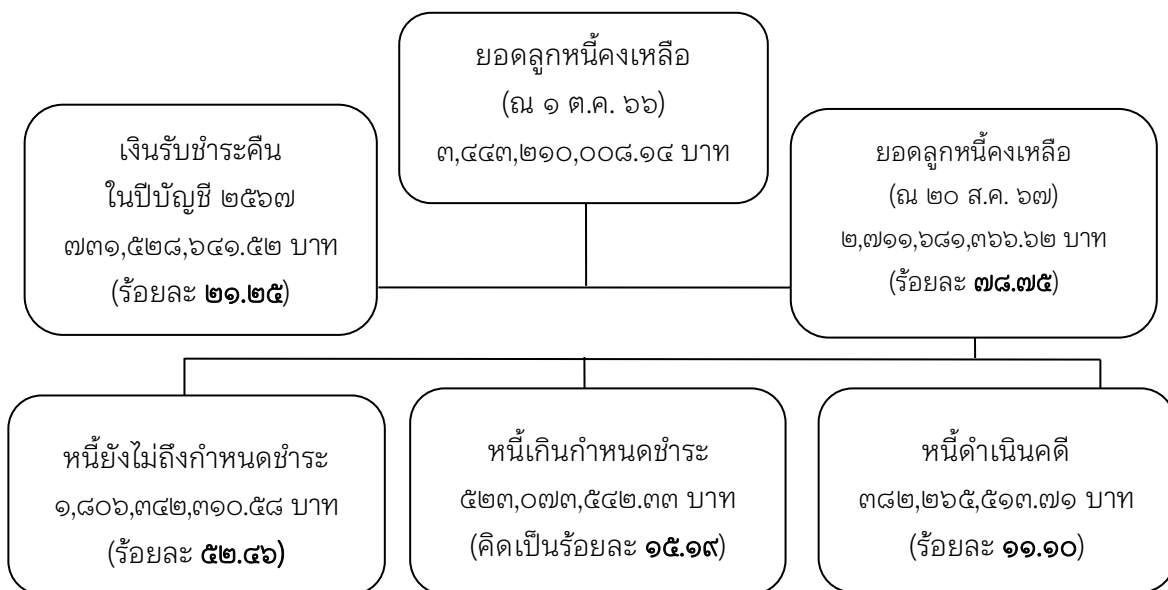 ยอดลูกหนี้คงเหลือ
(ณ ๑ ต.ค. ๖๖)
๓,๔๔๓,๒๑๐,๐๐๘.๑๔ บาท
เงินรับชำระคืน
ในปีบัญชี ๒๕๖๗
๗๓๑,๕๒๘,๖๔๑.๕๒ บาท
(ร้อยละ ๒๑.๒๕)
ยอดลูกหนี้คงเหลือ
(ณ ๒๐ ส.ค. ๖๗)
๒,๗๑๑,๖๘๑,๓๖๖.๖๒ บาท
(ร้อยละ ๗๘.๗๕)
หนี้ยังไม่ถึงกำหนดชำระ
๑,๘๐๖,๓๔๒,๓๑๐.๕๘ บาท
(ร้อยละ ๕๒.๔๖)
หนี้เกินกำหนดชำระ
๕๒๓,๐๗๓,๕๔๒.๓๓ บาท
(คิดเป็นร้อยละ ๑๕.๑๙)
หนี้ดำเนินคดี
๓๘๒,๒๖๕,๕๑๓.๗๑ บาท
(ร้อยละ ๑๑.๑๐)